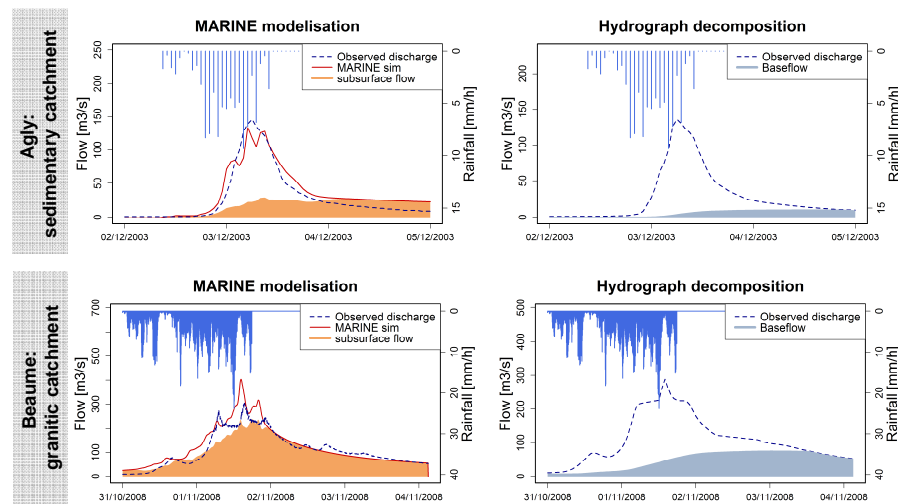 Agly:
sedimentary catchment
MARINE modelisation
Flow [m3/s]
250
200
150
100
50
0
Observed discharge
MARINE sim
subsurface flow
0
5
10
15
Rainfall [mm/h]
02/12/2003 03/12/2003 04/12/2003 05/12/2003
Hydrograph decomposition
Flow [m3/s]
200
150
100
50
0
Observed discharge
Baseflow
0
5
10
15
Rainfall [mm/h]
02/12/2003 03/12/2003 04/12/2003 05/12/2003
Beaume:
granitic catchment
MARINE modelisation
Flow [m3/s]
700
500
300
100
0
Observed discharge
MARINE sim
subsurface flow
0
10
20
30
40
Rainfall [mm/h]
31/10/2008 01/11/2008 02/11/2008 03/11/2008 04/11/2008
Hydrograph decomposition
Flow [m3/s]
500
400
300
200
100
0
Observed discharge
Baseflow
0
10
20
30
40
Rainfall [mm/h]
31/10/2008 01/11/2008 02/11/2008 03/11/2008 04/11/2008